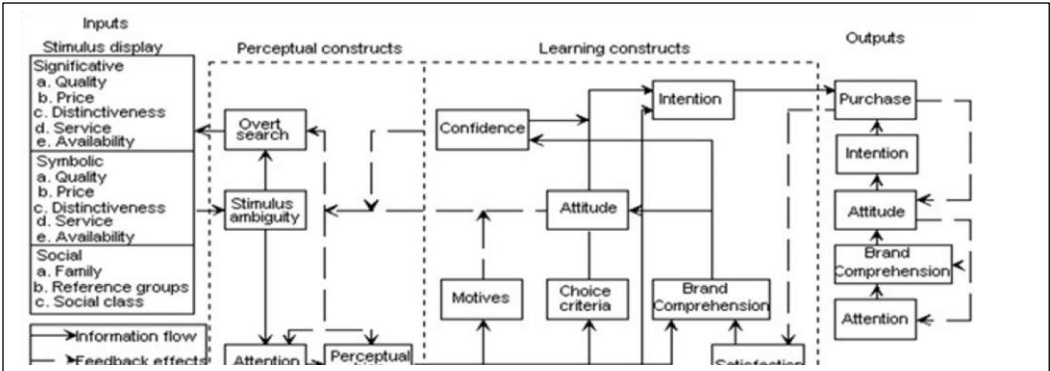 Inputs
Stimulus display
Significative
a. Quality
b. Price
c. Distinctiveness
d. Service
e. Availability
Symbolic
a. Quality
b. Price
c. Distinctiveness
d. Service
e. Availability
Social
a. Family
b. Reference groups
c. Social class
Information flow
Feedback effects
Perceptual constructs
Overt
search
Stimulus
ambiguity
Attention
Perceptual
Learning constructs
Confidence
Intention
Attitude
Motives
Choice
criteria
Brand
Comprehension
Satisfaction
Outputs
Purchase
Intention
Attitude
Brand
Comprehension
Attention